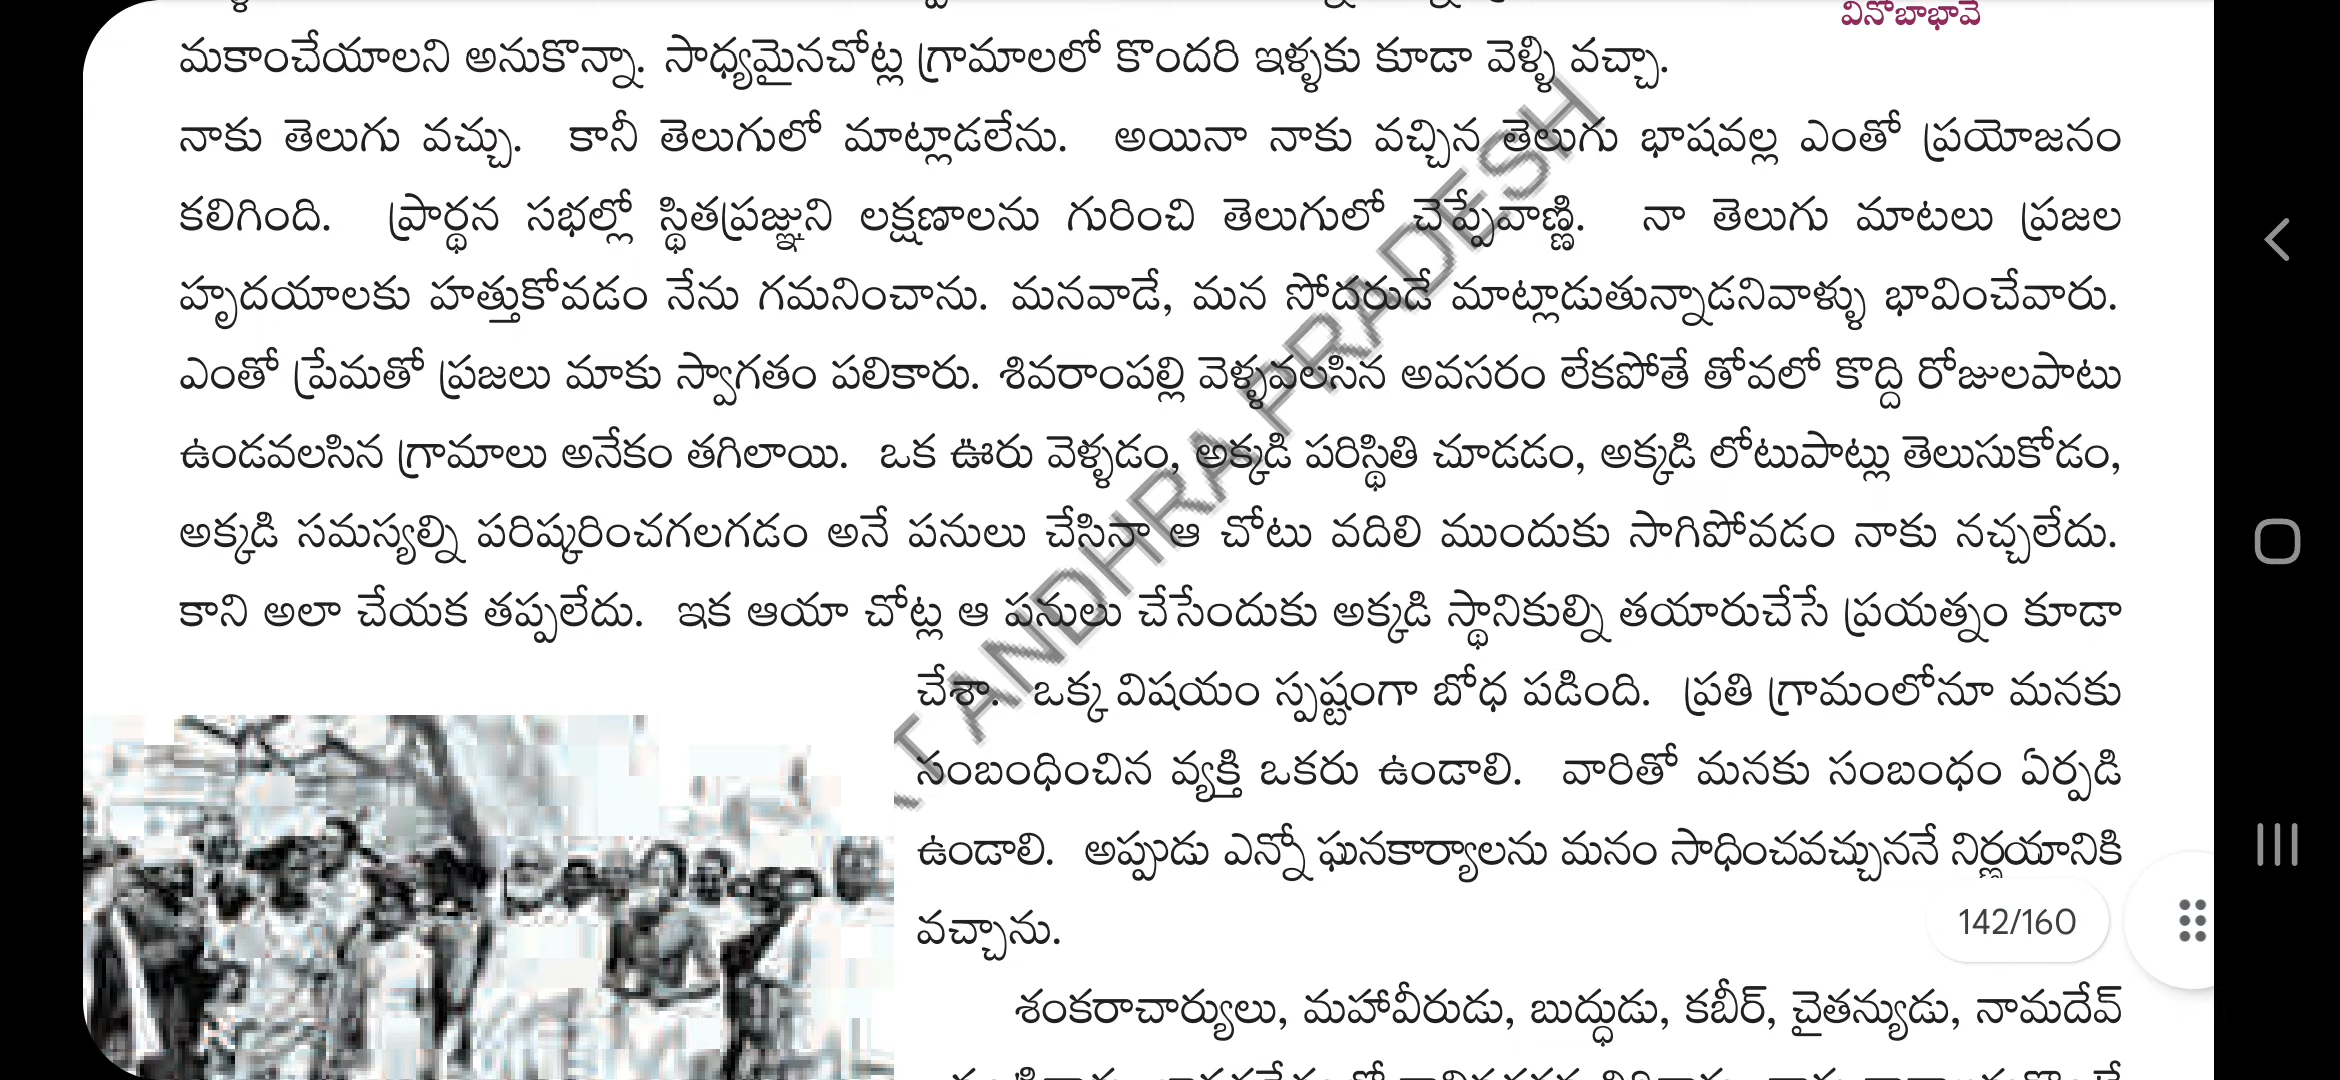 వినోబాభావే
మకాంచేయాలని అనుకొన్నా. సాధ్యమైనచోట్ల గ్రామాలలో కొందరి ఇళ్ళకు కూడా వెళ్ళి వచ్చా.
నాకు తెలుగు వచ్చు. కానీ తెలుగులో మాట్లాడలేను. అయినా నాకు వచ్చిన తెలుగు భాషవల్ల ఎంతో ప్రయోజనం
కలిగింది. ప్రార్థన సభల్లో స్థితప్రజ్ఞుని లక్షణాలను గురించి తెలుగులో చెప్పేవాణ్ణి. నా తెలుగు మాటలు ప్రజల
హృదయాలకు హత్తుకోవడం నేను గమనించాను. మనవాడే, మన సోదరుడే మాట్లాడుతున్నాడనివాళ్ళు భావించేవారు.
ఎంతో ప్రేమతో ప్రజలు మాకు స్వాగతం పలికారు. శివరాంపల్లి వెళ్ళవలసిన అవసరం లేకపోతే తోవలో కొద్ది రోజులపాటు
ఉండవలసిన గ్రామాలు అనేకం తగిలాయి. ఒక ఊరు వెళ్ళడం, అక్కడి పరిస్థితి చూడడం, అక్కడి లోటుపాట్లు తెలుసుకోడం,
అక్కడి సమస్యల్ని పరిష్కరించగలగడం అనే పనులు చేసినా ఆ చోటు వదిలి ముందుకు సాగిపోవడం నాకు నచ్చలేదు.
కాని అలా చేయక తప్పలేదు. ఇక ఆయా చోట్ల ఆ పనులు చేసేందుకు అక్కడి స్థానికుల్ని తయారుచేసే ప్రయత్నం కూడా
చేశా. ఒక్క విషయం స్పష్టంగా బోధ పడింది. ప్రతి గ్రామంలోనూ మనకు
సంబంధించిన వ్యక్తి ఒకరు ఉండాలి. వారితో మనకు సంబంధం ఏర్పడి
ఉండాలి. అప్పుడు ఎన్నో ఘనకార్యాలను మనం సాధించవచ్చుననే నిర్ణయానికి
వచ్చాను.
142/160
శంకరాచార్యులు, మహావీరుడు, బుద్ధుడు, కబీర్, చైతన్యుడు, నామదేవ్
ANDHRA PRADESH